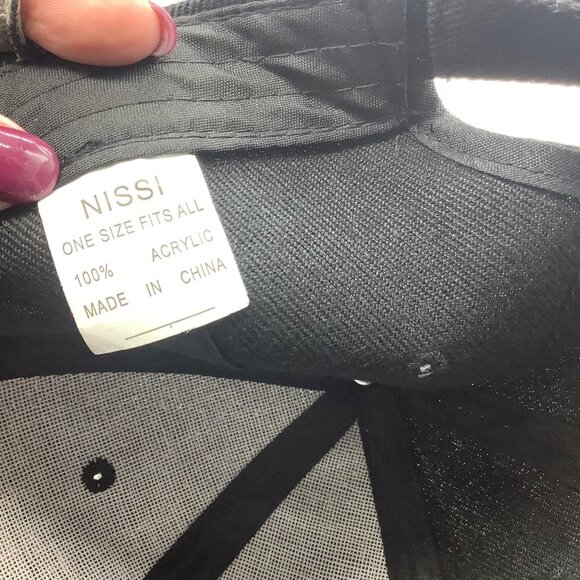 NISSI
ONE SIZE FITS ALL
100% ACRYLIC
MADE IN CHINA